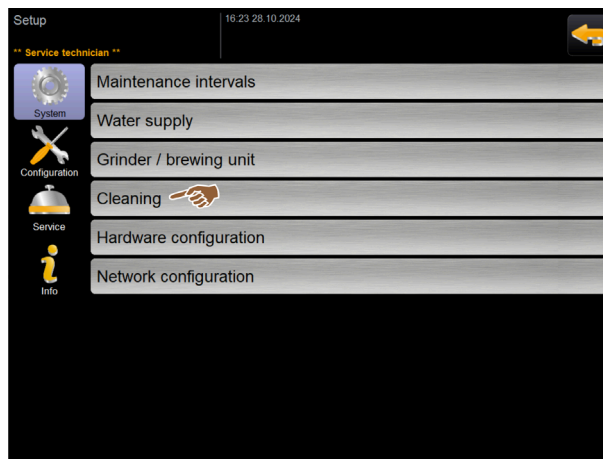 Setup
16:23 28.10.2024
** Service technician **
System
Configuration
Service
Info
Maintenance intervals
Water supply
Grinder / brewing unit
Cleaning
Hardware configuration
Network configuration